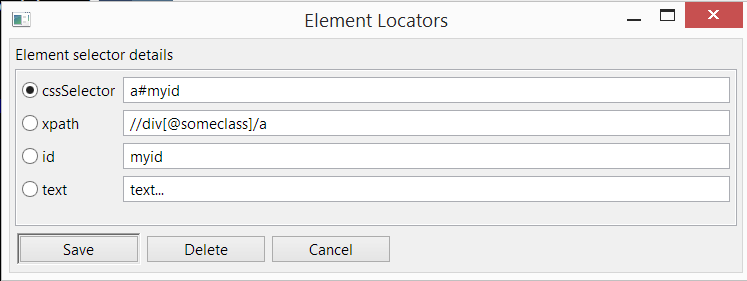 Element Locators
Element selector details
cssSelector a#myid
xpath //div[@someclass]/a
id myid
text text...
Save Delete Cancel